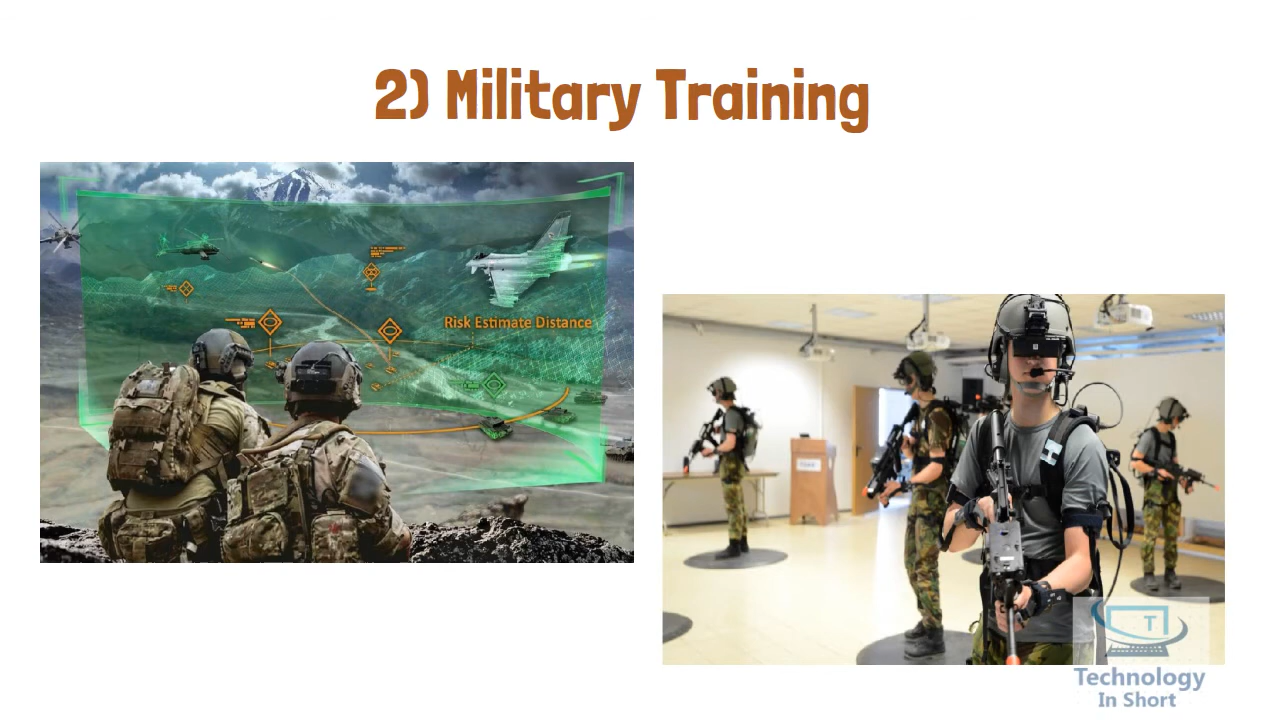 2) Military Training
Risk Estimate Distance
T
Technology
In Short